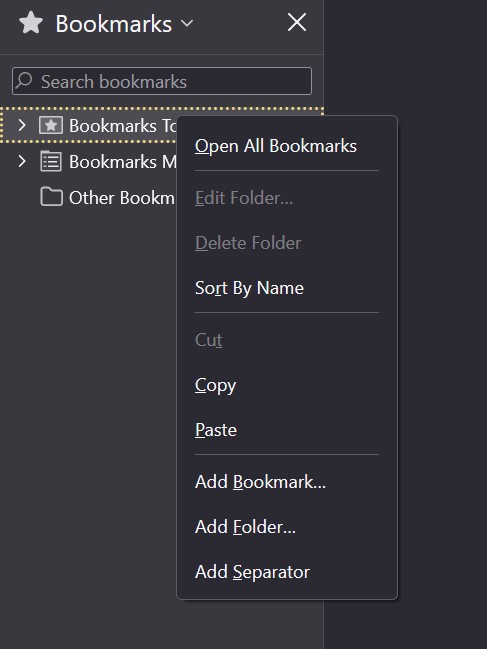 Bookmarks
Search bookmarks
Bookmarks To
Bookmarks M
Other Bookm
Open All Bookmarks
Edit Folder...
Delete Folder
Sort By Name
Cut
Copy
Paste
Add Bookmark...
Add Folder...
Add Separator